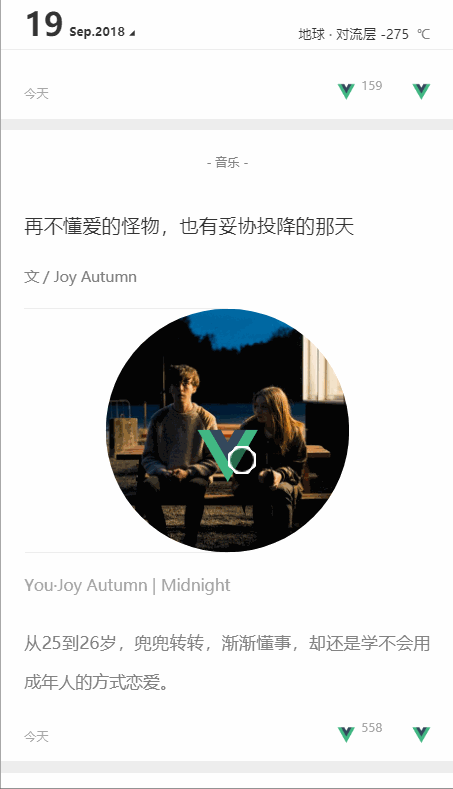 19 Sep.2018
地球 · 对流层 -275 ℃
今天
159
- 音乐 -
再不懂爱的怪物，也有妥协投降的那天
文 / Joy Autumn
You·Joy Autumn | Midnight
从25到26岁，兜兜转转，渐渐懂事，却还是学不会用
成年人的方式恋爱。
今天
558